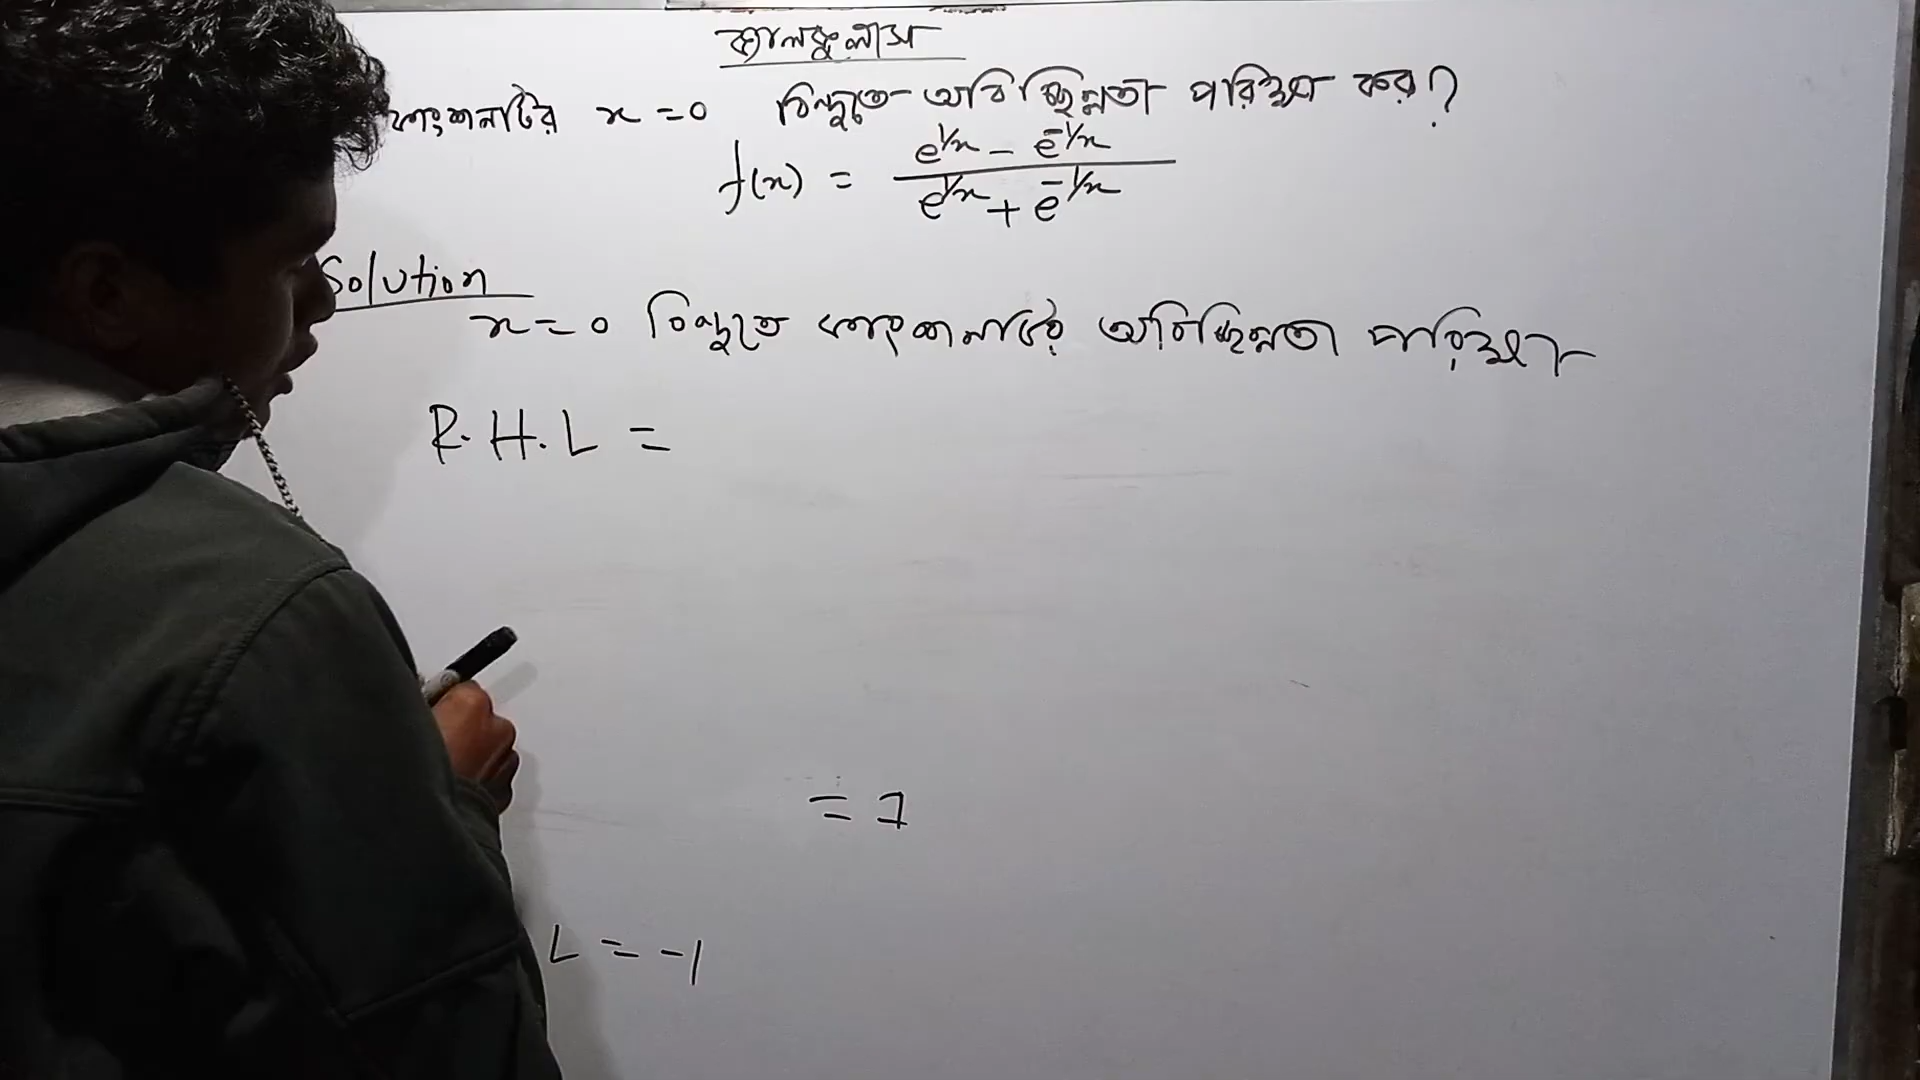 ক্যালকুলাস
ফাংশনটির x = 0 বিন্দুতে অবিচ্ছিন্নতা পরিক্ষা কর?
f(x) = (e^{1/x} - e^{-1/x}) / (e^{1/x} + e^{-1/x})
Solution
x = 0 বিন্দুতে ফাংশনটির অবিচ্ছিন্নতা পরিক্ষা
R. H. L =
= 1
L = -1